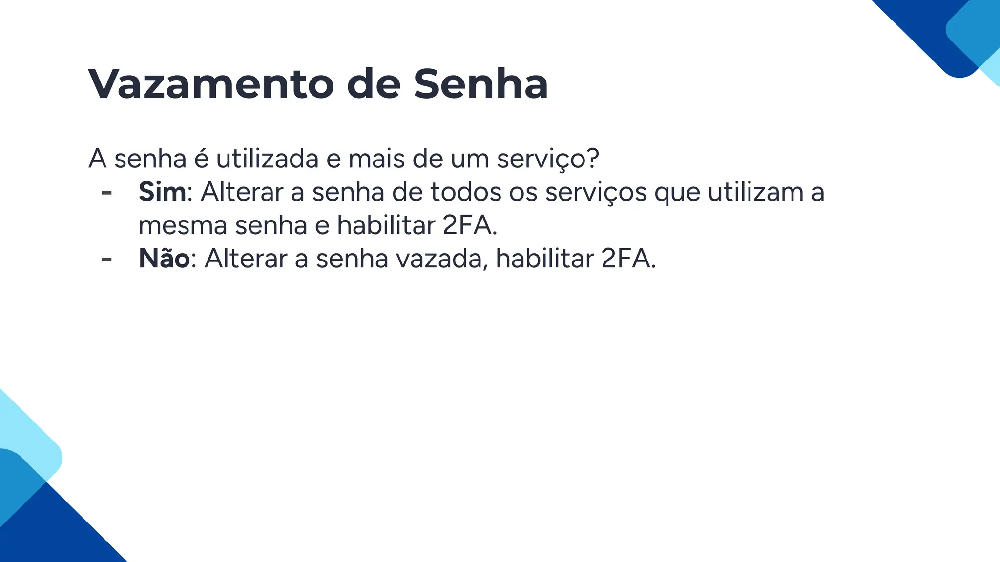 Vazamento de Senha
A senha é utilizada e mais de um serviço?
- Sim: Alterar a senha de todos os serviços que utilizam a
mesma senha e habilitar 2FA.
- Não: Alterar a senha vazada, habilitar 2FA.